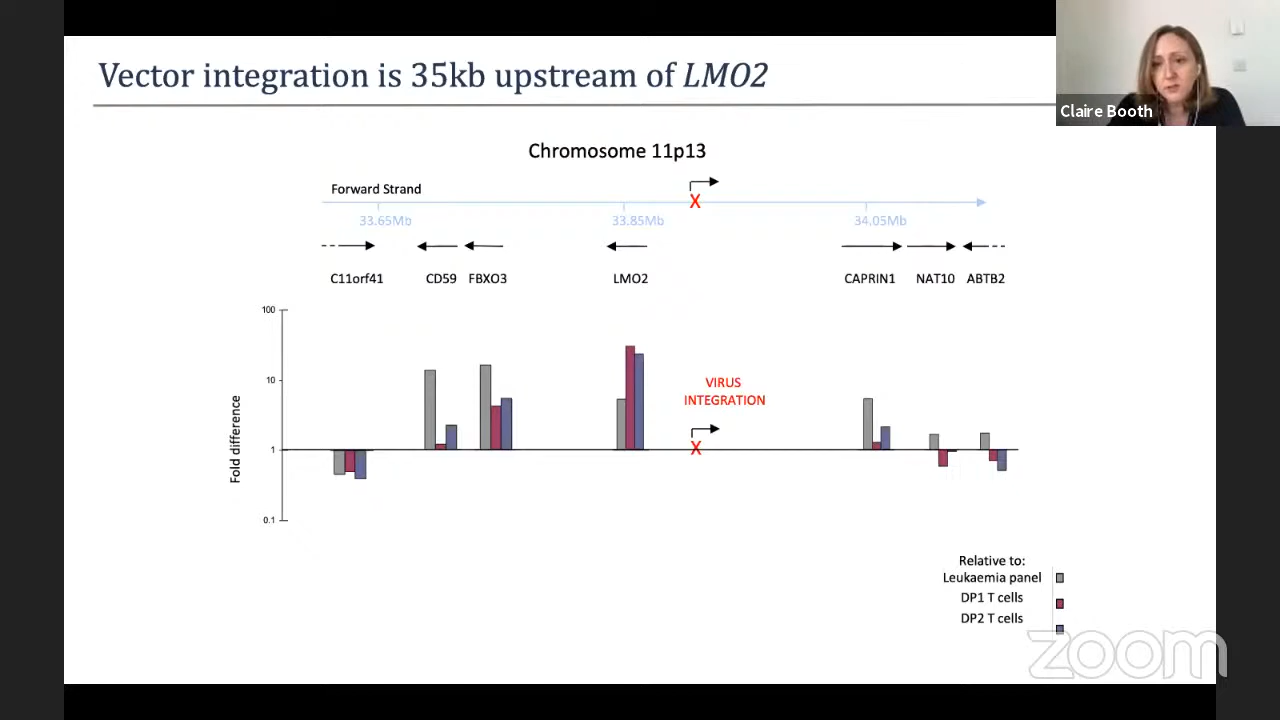 Vector integration is 35kb upstream of LMO2
Claire Booth
Chromosome 11p13
Forward Strand
X
33.65Mb 33.85Mb 34.05Mb
C11orf41 CD59 FBXO3 LMO2 CAPRIN1 NAT10 ABTB2
100
10
1
0.1
Fold difference
VIRUS
INTEGRATION
X
Relative to:
Leukaemia panel
DP1 T cells
DP2 T cells
zoom